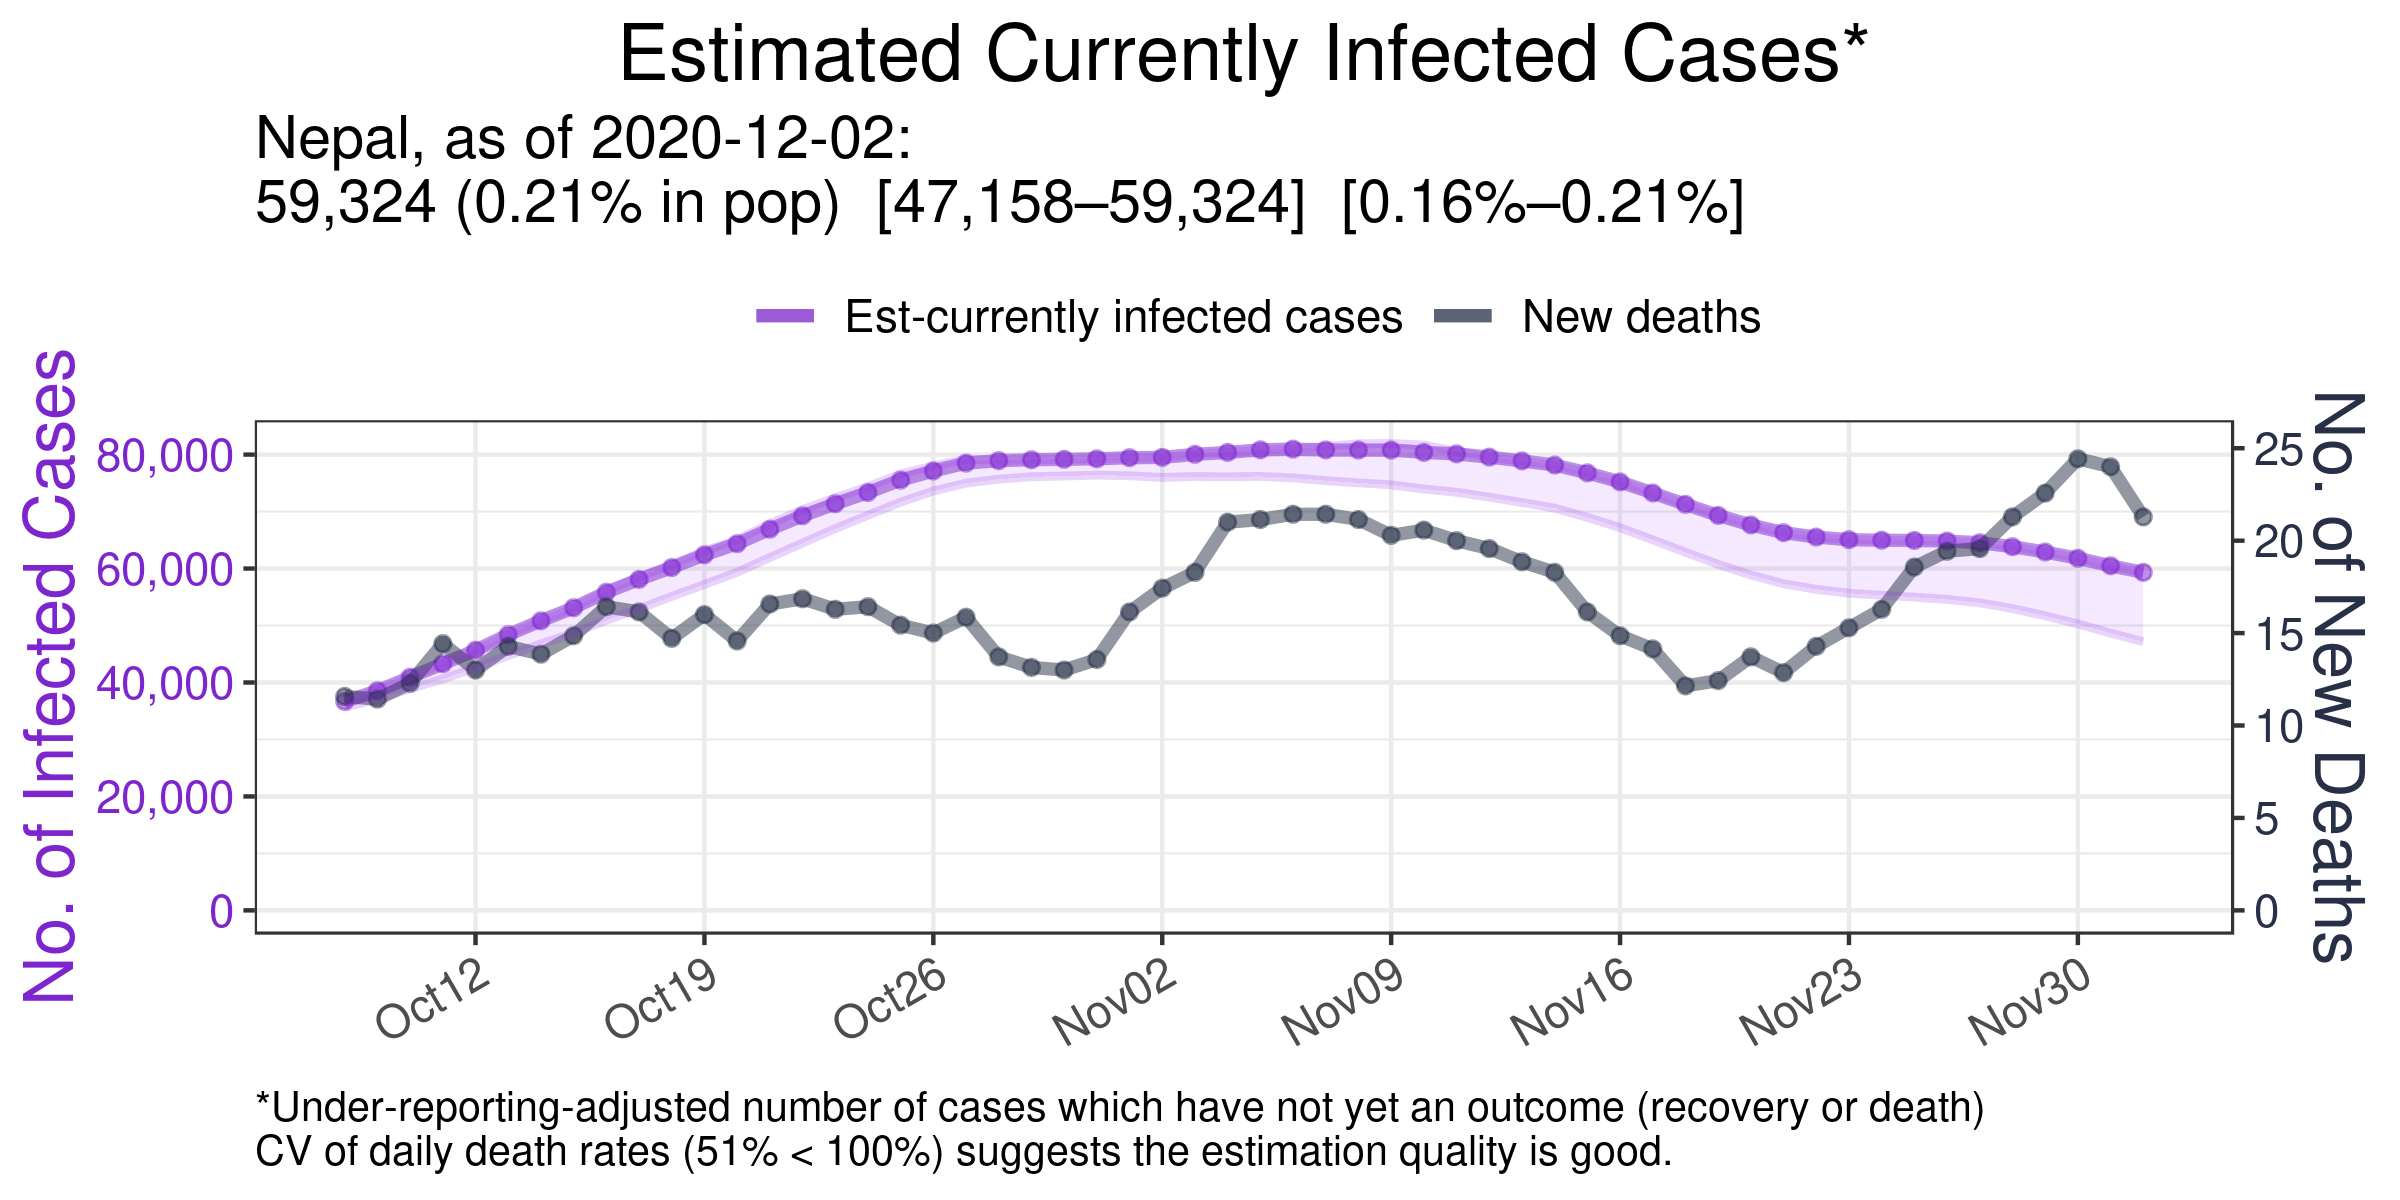 Estimated Currently Infected Cases*
Nepal, as of 2020-12-02:
59,324 (0.21% in pop)  [47,158–59,324]  [0.16%–0.21%]
Est-currently infected cases
New deaths
No. of Infected Cases
80,000
60,000
40,000
20,000
0
No. of New Deaths
25
20
15
10
5
0
Oct12
Oct19
Oct26
Nov02
Nov09
Nov16
Nov23
Nov30
*Under-reporting-adjusted number of cases which have not yet an outcome (recovery or death)
CV of daily death rates (51% < 100%) suggests the estimation quality is good.